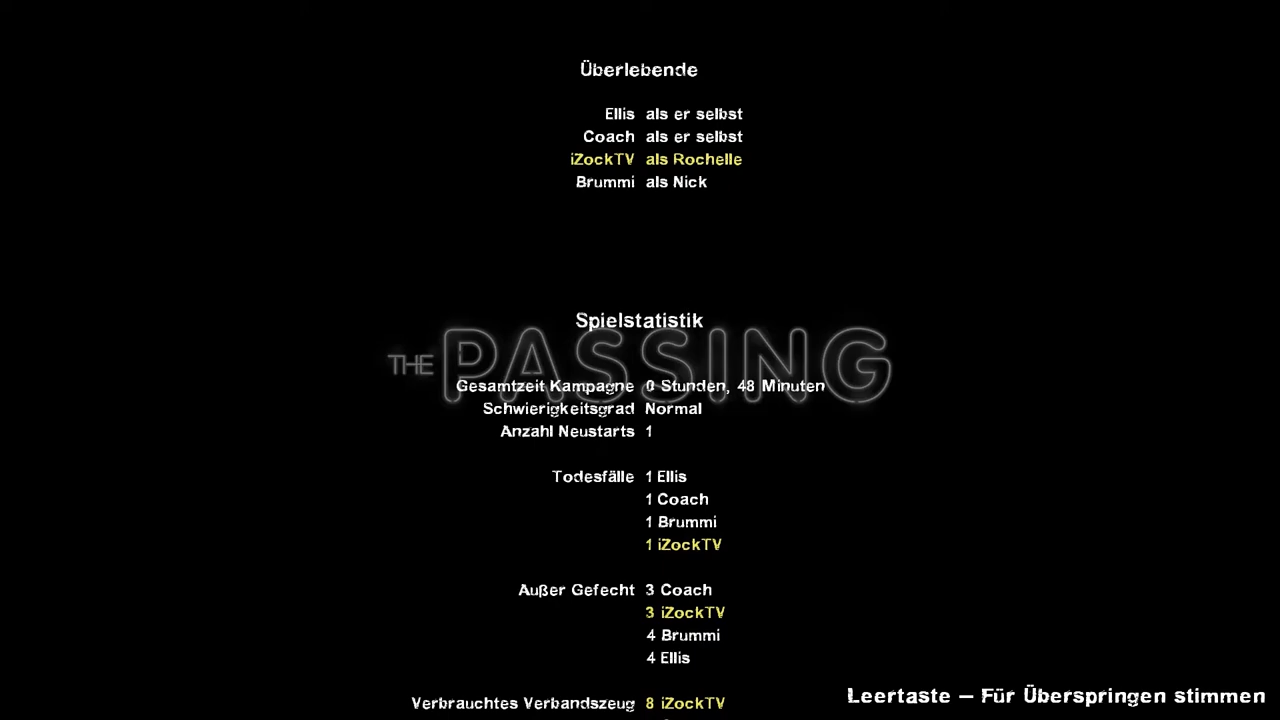 Überlebende
Ellis als er selbst
Coach als er selbst
iZockTV als Rochelle
Brummi als Nick
Spielstatistik
THE PASSING
Gesamtzeit Kampagne 0 Stunden, 48 Minuten
Schwierigkeitsgrad Normal
Anzahl Neustarts 1
Todesfälle 1 Ellis
1 Coach
1 Brummi
1 iZockTV
Außer Gefecht 3 Coach
3 iZockTV
4 Brummi
4 Ellis
Verbrauchtes Verbandszeug 8 iZockTV
Leertaste – Für Überspringen stimmen